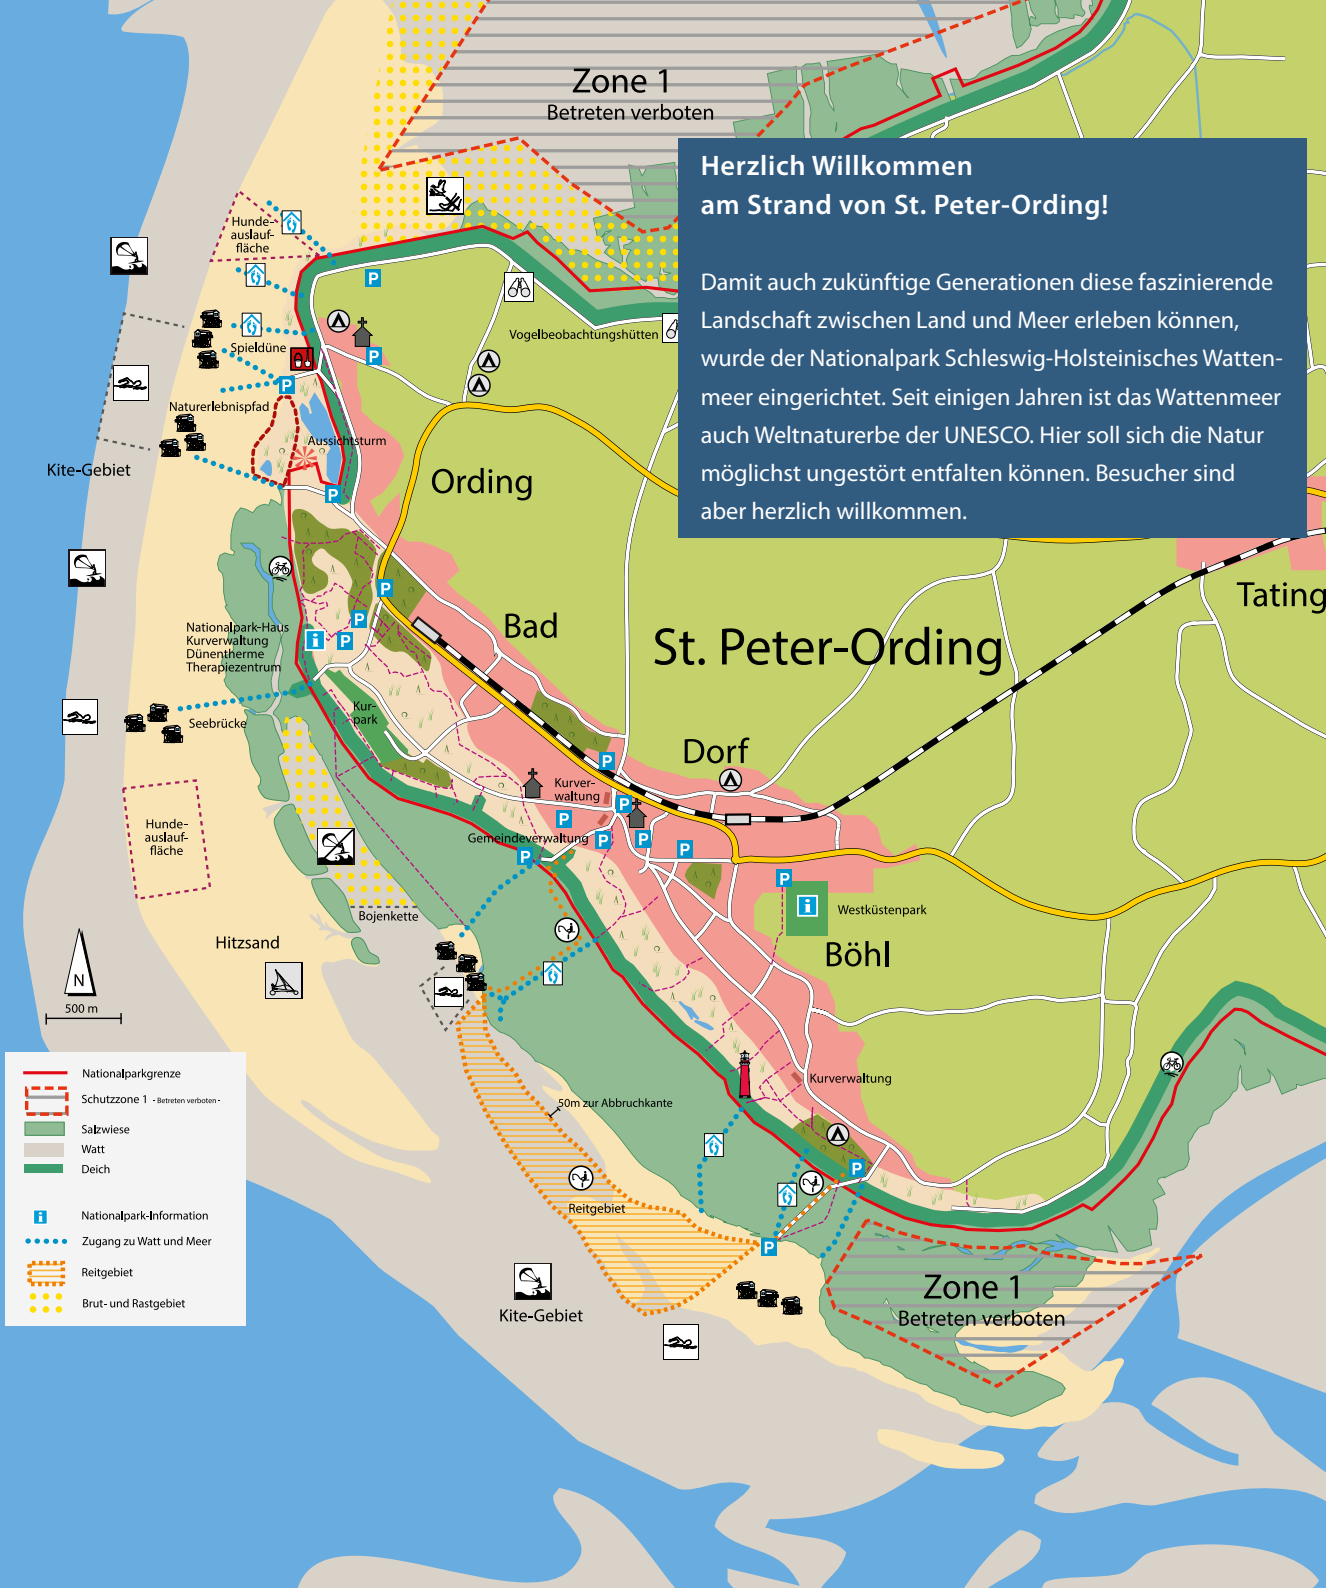 Zone 1
Betreten verboten
Herzlich Willkommen
am Strand von St. Peter-Ording!
Damit auch zukünftige Generationen diese faszinierende
Landschaft zwischen Land und Meer erleben können,
wurde der Nationalpark Schleswig-Holsteinisches Watten-
meer eingerichtet. Seit einigen Jahren ist das Wattenmeer
auch Weltnaturerbe der UNESCO. Hier soll sich die Natur
möglichst ungestört entfalten können. Besucher sind
aber herzlich willkommen.
Hunde-
auslauf-
fläche
P
Vogelbeobachtungshütten
Spieldüne
P
P
Naturerlebnispfad
Aussichtsturm
Kite-Gebiet
Ording
P
P
Tating
Bad
P
Nationalpark-Haus
Kurverwaltung
Dünentherme
Therapiezentrum
i
P
St. Peter-Ording
Seebrücke
Kur-
park
Dorf
P
Kurver-
waltung
P
P
Hunde-
auslauf-
fläche
Gemeindeverwaltung
P
P
P
P
P
i
Westküstenpark
Bojenkette
Hitzsand
Böhl
N
500 m
Kurverwaltung
50m zur Abbruchkante
P
Reitgebiet
P
Zone 1
Betreten verboten
Kite-Gebiet
Nationalparkgrenze
Schutzzone 1 - Betreten verboten -
Salzwiese
Watt
Deich
i Nationalpark-Information
Zugang zu Watt und Meer
Reitgebiet
Brut- und Rastgebiet